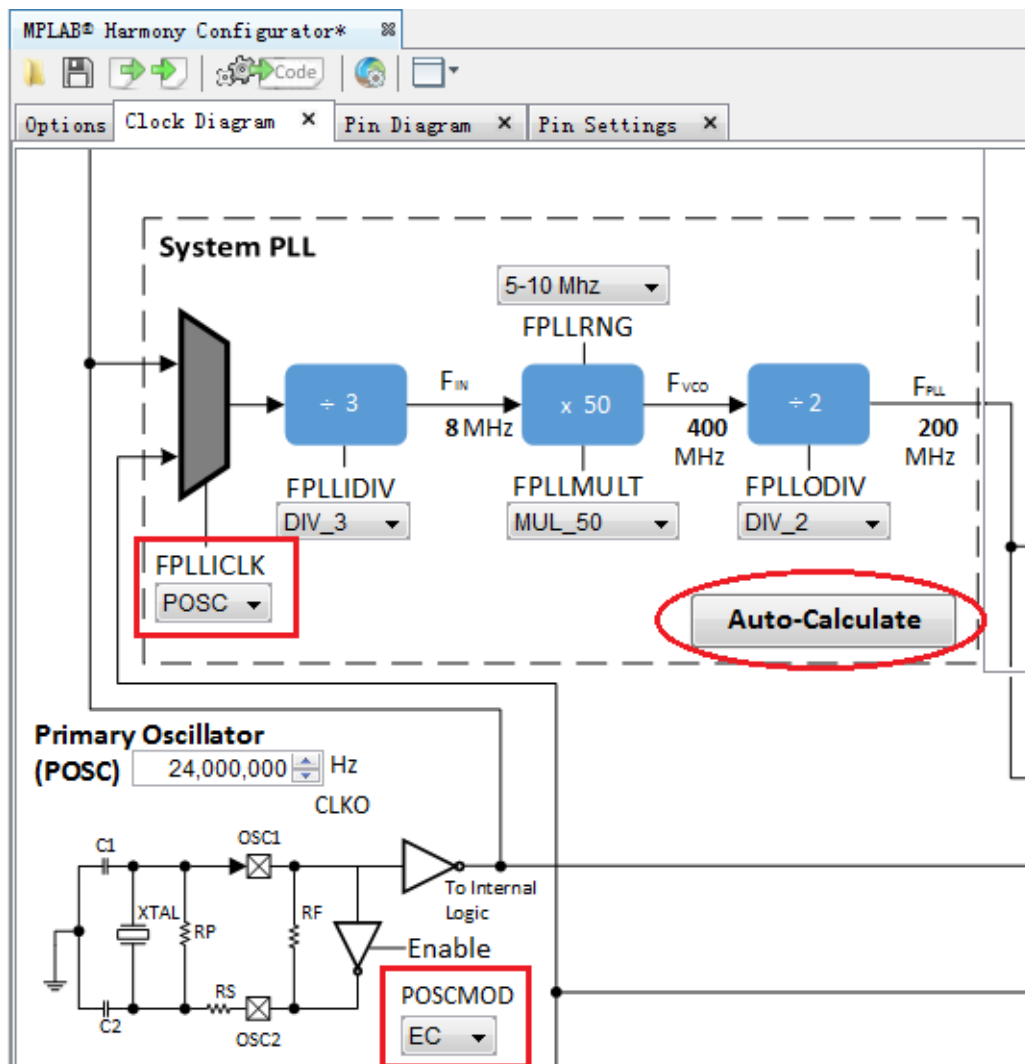 MPLAB® Harmony Configurator*
Code
Options Clock Diagram × Pin Diagram × Pin Settings ×
System PLL
5-10 Mhz
FPLLRNG
÷ 3 FIN x 50 FVCO ÷ 2 FPLL
8 MHz 400 MHz 200 MHz
FPLLIDIV FPLLMULT FPLLODIV
DIV_3 MUL_50 DIV_2
FPLLICLK
POSC
Auto-Calculate
Primary Oscillator
(POSC) 24,000,000 Hz
CLKO
C1 OSC1
To Internal
Logic
XTAL RP RF
Enable
RS
C2 OSC2
POSCMOD
EC